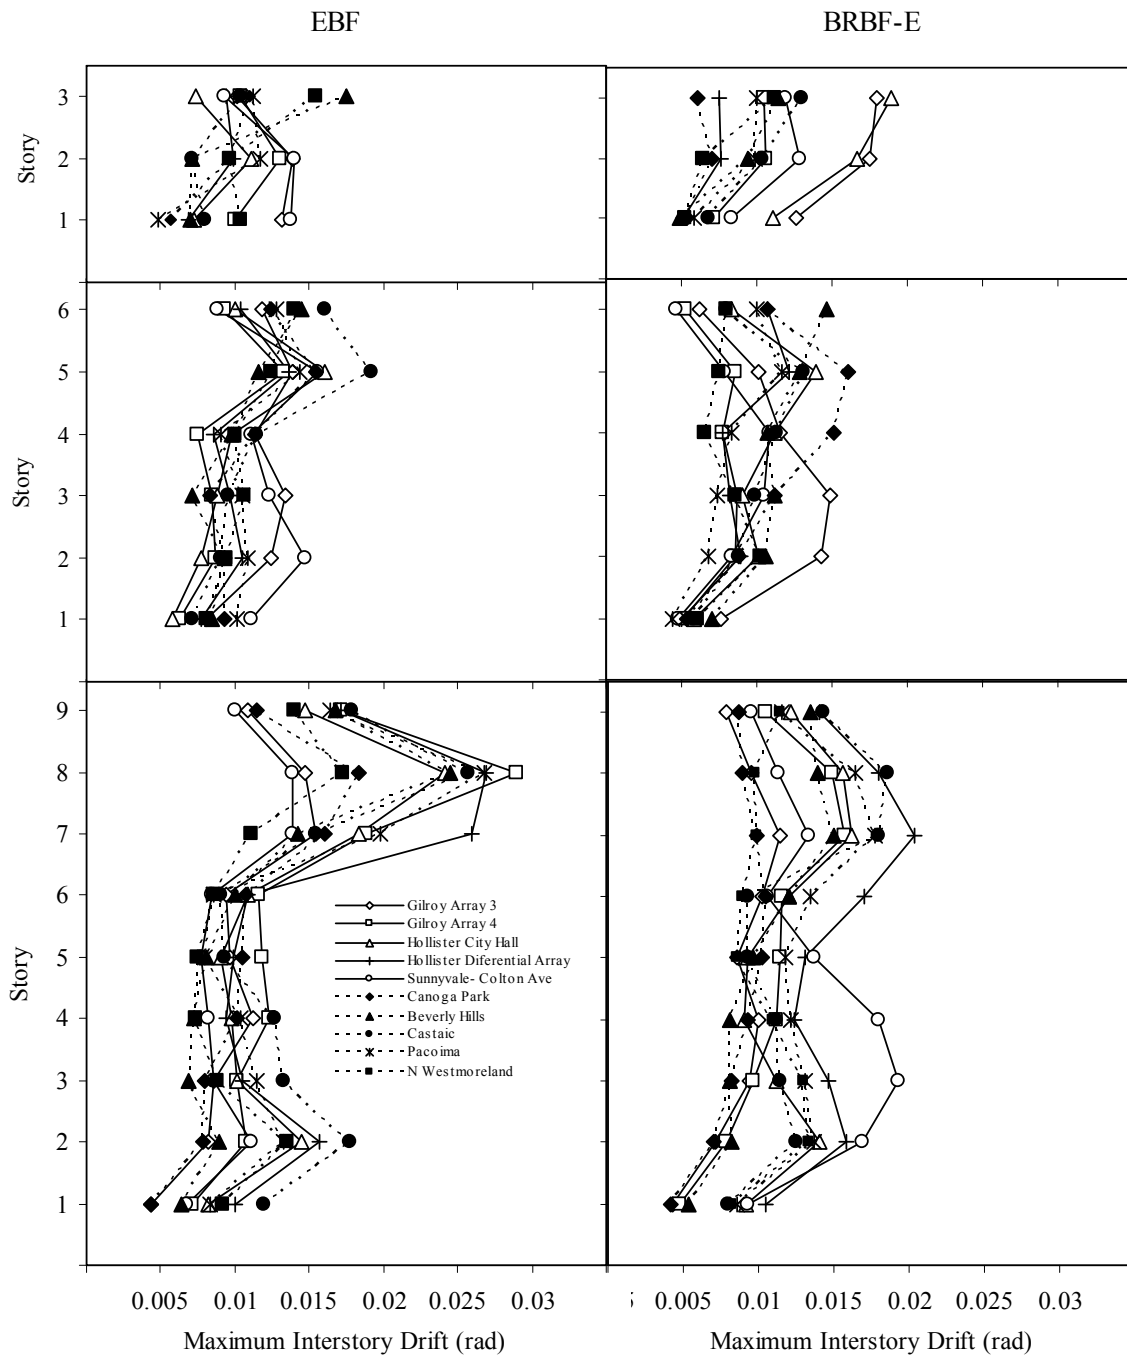 EBF
BRBF-E
3
2
1
Story
6
5
4
3
2
1
Story
9
8
7
6
5
4
3
2
1
Story
Gilroy Array 3
Gilroy Array 4
Hollister City Hall
Hollister Diferential Array
Sunnyvale- Colton Ave
Canoga Park
Beverly Hills
Castaic
Pacoima
N Westmoreland
0.005 0.01 0.015 0.02 0.025 0.03
0.005 0.01 0.015 0.02 0.025 0.03
Maximum Interstory Drift (rad)
Maximum Interstory Drift (rad)